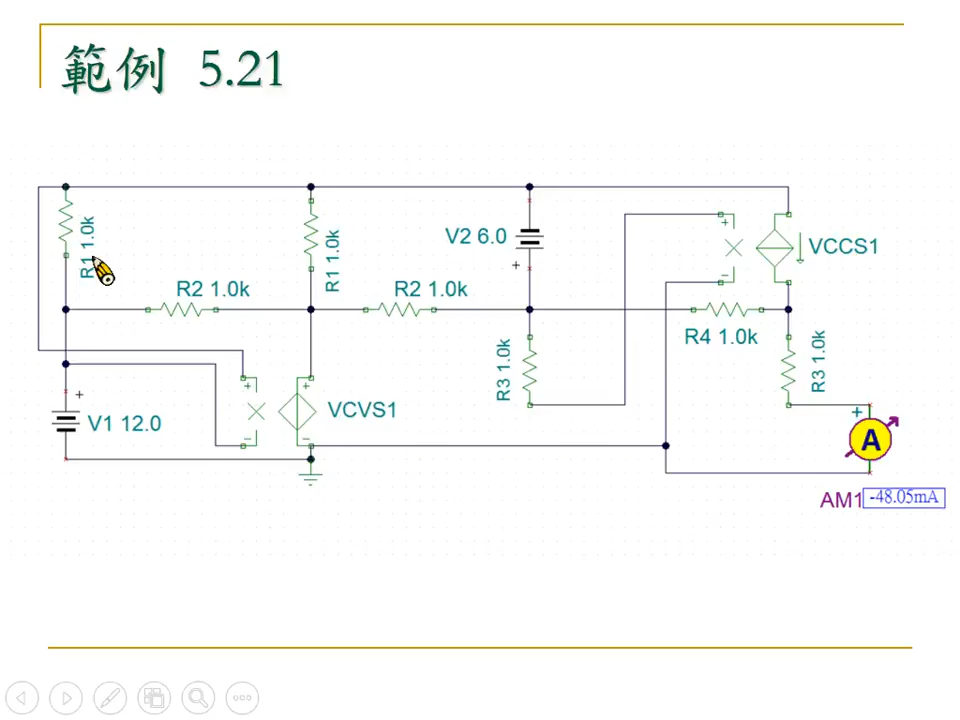 範例 5.21
R1 1.0k
R1 1.0k
V2 6.0
VCCS1
R2 1.0k
R2 1.0k
R4 1.0k
R3 1.0k
R3 1.0k
V1 12.0
VCVS1
A
AM1 -48.05mA